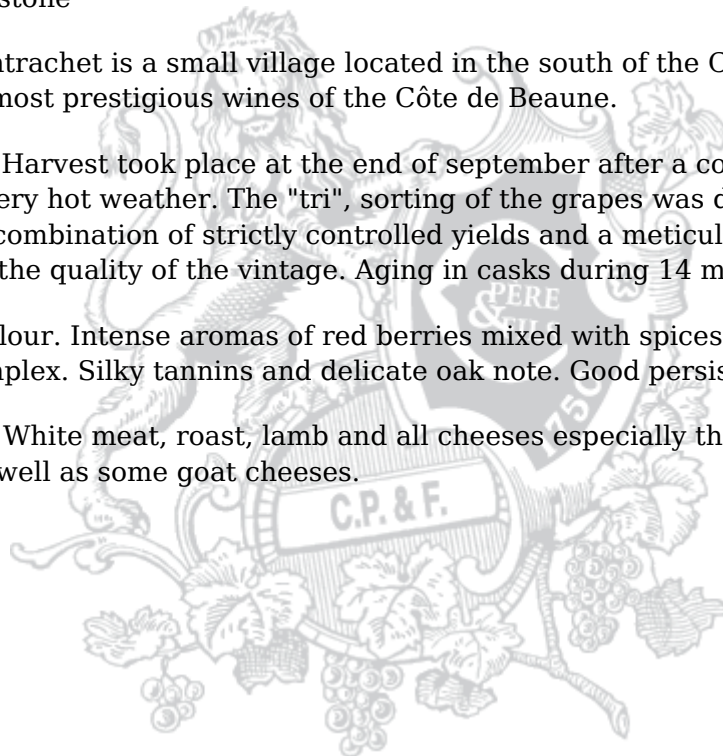 stone
trachet is a small village located in the south of the C
most prestigious wines of the Côte de Beaune.
Harvest took place at the end of september after a co
ery hot weather. The "tri", sorting of the grapes was d
combination of strictly controlled yields and a meticul
the quality of the vintage. Aging in casks during 14 m
lour. Intense aromas of red berries mixed with spices
plex. Silky tannins and delicate oak note. Good persis
White meat, roast, lamb and all cheeses especially th
well as some goat cheeses.
PÈRE
& FILS
1750
C.P. & F.